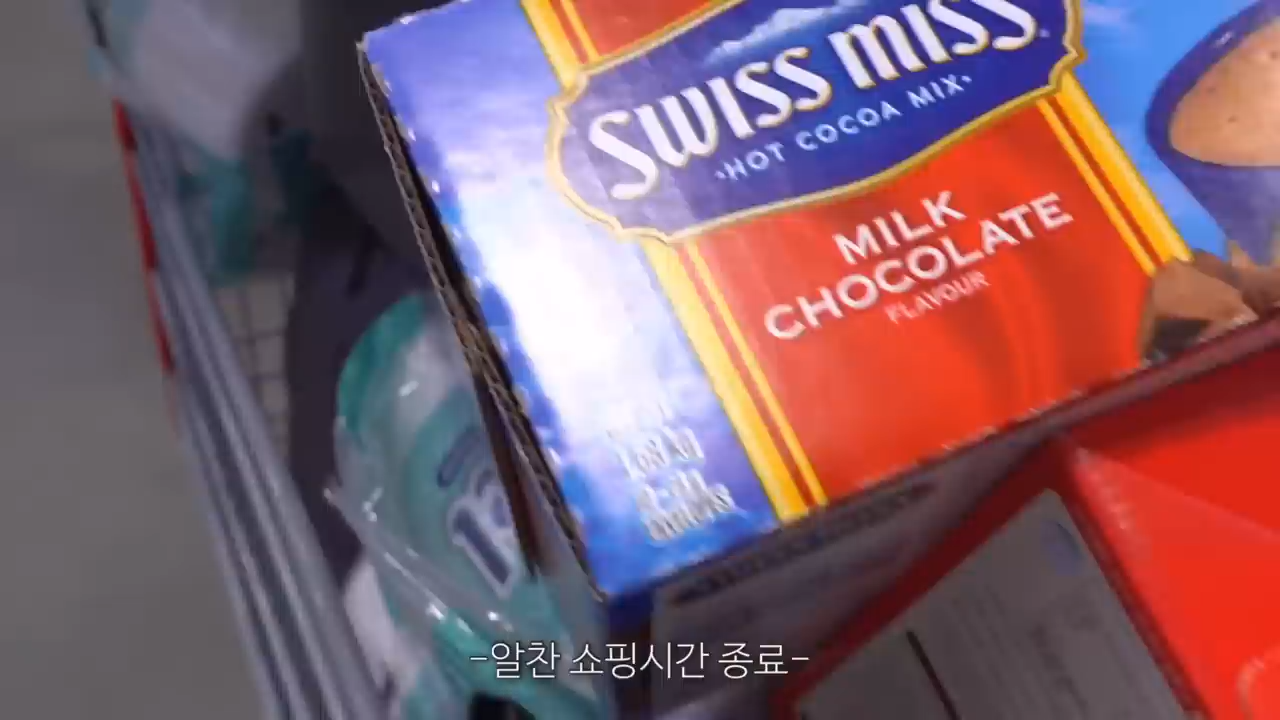 SWISS MISS
·HOT COCOA MIX·
MILK
CHOCOLATE
FLAVOUR
-알찬 쇼핑시간 종료-